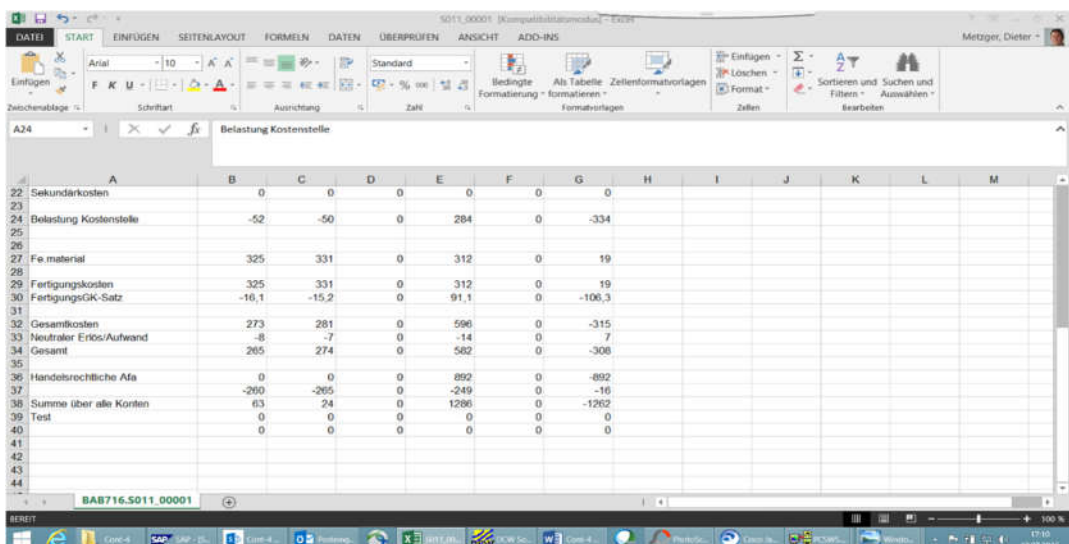 S011_00001 [Kompatibilitätsmodus] - Excel
DATEI START EINFÜGEN SEITENLAYOUT FORMELN DATEN ÜBERPRÜFEN ANSICHT ADD-INS Metzger, Dieter
Einfügen
Arial 10
F K U
Standard
Bedingte Formatierung
Als Tabelle formatieren
Zellenformatvorlagen
Einfügen
Löschen
Format
Sortieren und Filtern
Suchen und Auswählen
Zwischenablage Schriftart Ausrichtung Zahl Formatvorlagen Zellen Bearbeiten
A24 fx Belastung Kostenstelle
A B C D E F G H I J K L M
22 Sekundärkosten 0 0 0 0 0 0
23
24 Belastung Kostenstelle -52 -50 0 284 0 -334
25
26
27 Fe.material 325 331 0 312 0 19
28
29 Fertigungskosten 325 331 0 312 0 19
30 FertigungsGK-Satz -16,1 -15,2 0 91,1 0 -106,3
31
32 Gesamtkosten 273 281 0 596 0 -315
33 Neutraler Erlös/Aufwand -8 -7 0 -14 0 7
34 Gesamt 265 274 0 582 0 -308
35
36 Handelsrechtliche Afa 0 0 0 892 0 -892
37 -260 -265 0 -249 0 -16
38 Summe über alle Konten 63 24 0 1286 0 -1262
39 Test 0 0 0 0 0 0
40 0 0 0 0 0 0
41
42
43
44
BAB716.S011_00001
BEREIT 100 %
17:10